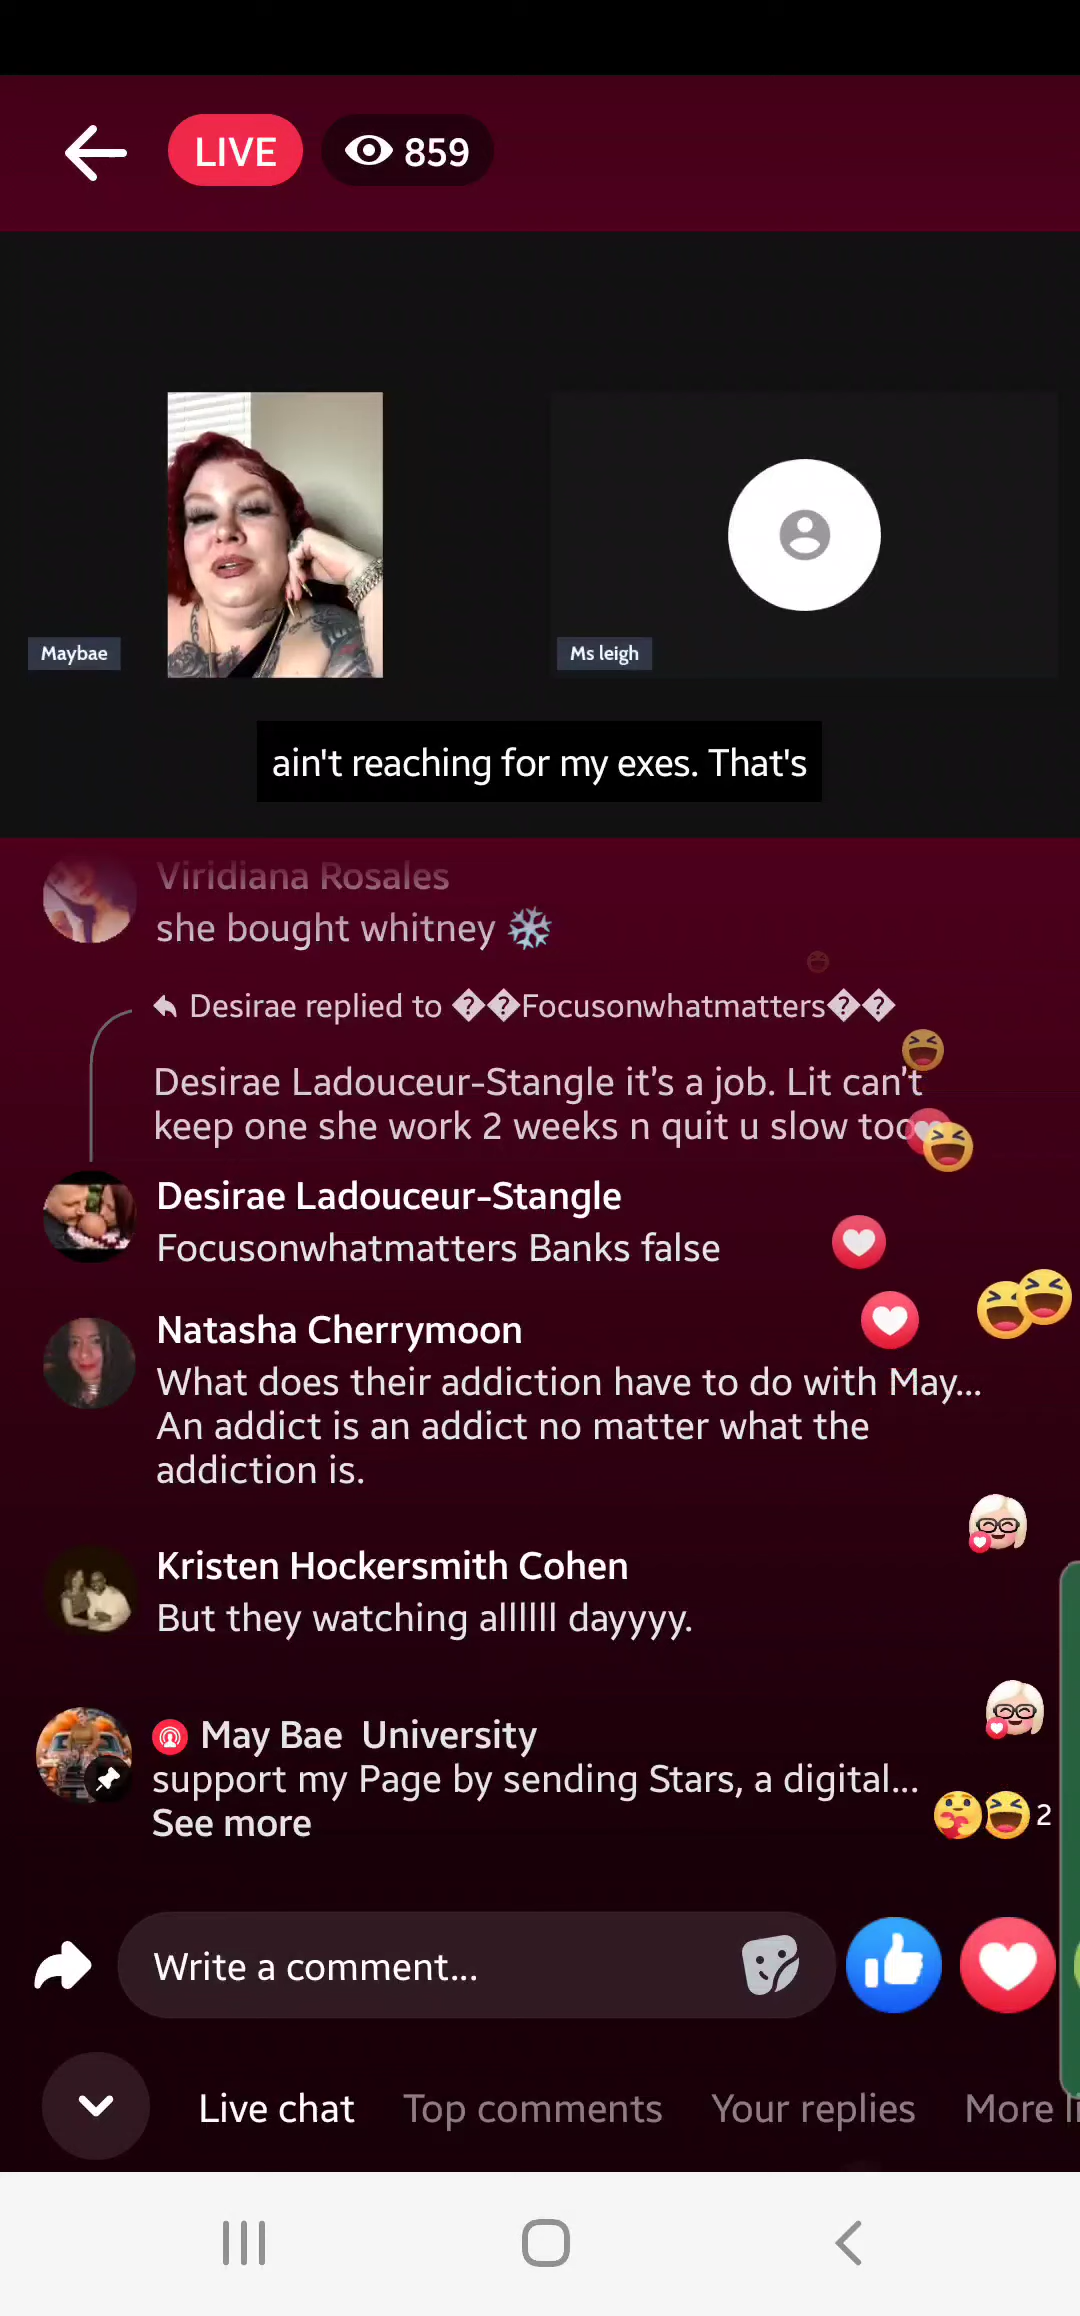 LIVE
859
Maybae
Ms leigh
ain't reaching for my exes. That's
Viridiana Rosales
she bought whitney ❄️
Desirae replied to ��Focusonwhatmatters��
Desirae Ladouceur-Stangle it's a job. Lit can't
keep one she work 2 weeks n quit u slow too
Desirae Ladouceur-Stangle
Focusonwhatmatters Banks false
Natasha Cherrymoon
What does their addiction have to do with May...
An addict is an addict no matter what the
addiction is.
Kristen Hockersmith Cohen
But they watching allllll dayyyy.
May Bae University
support my Page by sending Stars, a digital...
See more
2
Write a comment...
Live chat
Top comments
Your replies
More